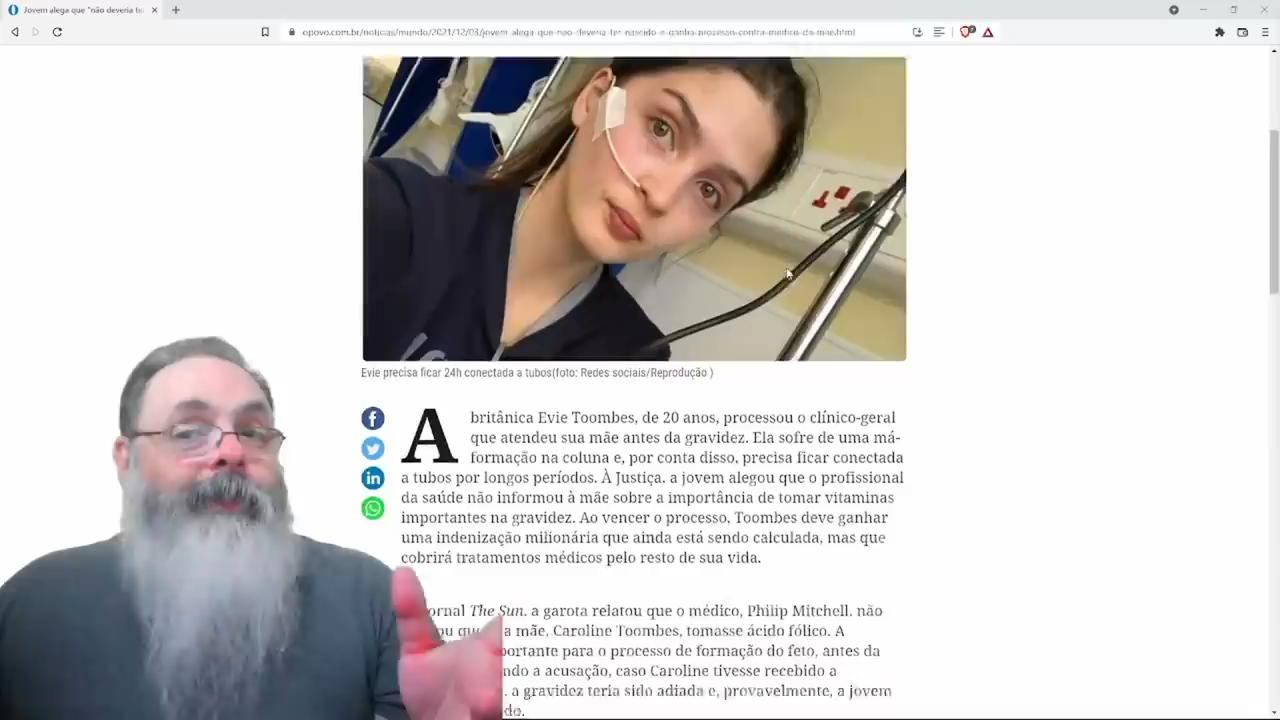 Jovem alega que "não deveria te
opovo.com.br/noticias/mundo/2021/12/03/jovem-alega-que-nao-deveria-ter-nascido-e-ganha-processo-contra-medico-da-mae.html
Evie precisa ficar 24h conectada a tubos(foto: Redes sociais/Reprodução )
A britânica Evie Toombes, de 20 anos, processou o clínico-geral
que atendeu sua mãe antes da gravidez. Ela sofre de uma má-
formação na coluna e, por conta disso, precisa ficar conectada
a tubos por longos períodos. À Justiça. a jovem alegou que o profissional
da saúde não informou à mãe sobre a importância de tomar vitaminas
importantes na gravidez. Ao vencer o processo, Toombes deve ganhar
uma indenização milionária que ainda está sendo calculada, mas que
cobrirá tratamentos médicos pelo resto de sua vida.
ornal The Sun. a garota relatou que o médico, Philip Mitchell. não
ou que a mãe, Caroline Toombes, tomasse ácido fólico. A
portante para o processo de formação do feto, antes da
ndo a acusação, caso Caroline tivesse recebido a
. a gravidez teria sido adiada e, provavelmente, a jovem
do.